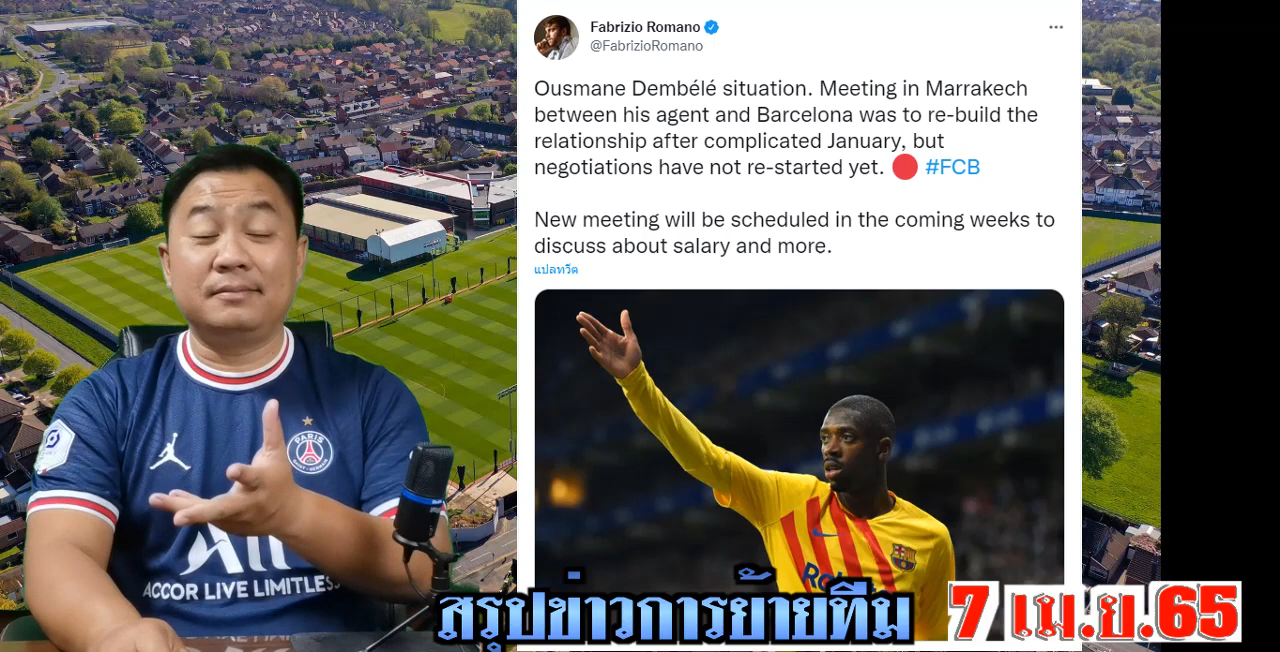 Fabrizio Romano
@FabrizioRomano
Ousmane Dembélé situation. Meeting in Marrakech
between his agent and Barcelona was to re-build the
relationship after complicated January, but
negotiations have not re-started yet. 🔴 #FCB
New meeting will be scheduled in the coming weeks to
discuss about salary and more.
แปลทวีต
PARIS
SAINT-GERMAIN
ALL
ACCOR LIVE LIMITLESS
สรุปข่าวการย้ายทีม
7 เม.ย.65